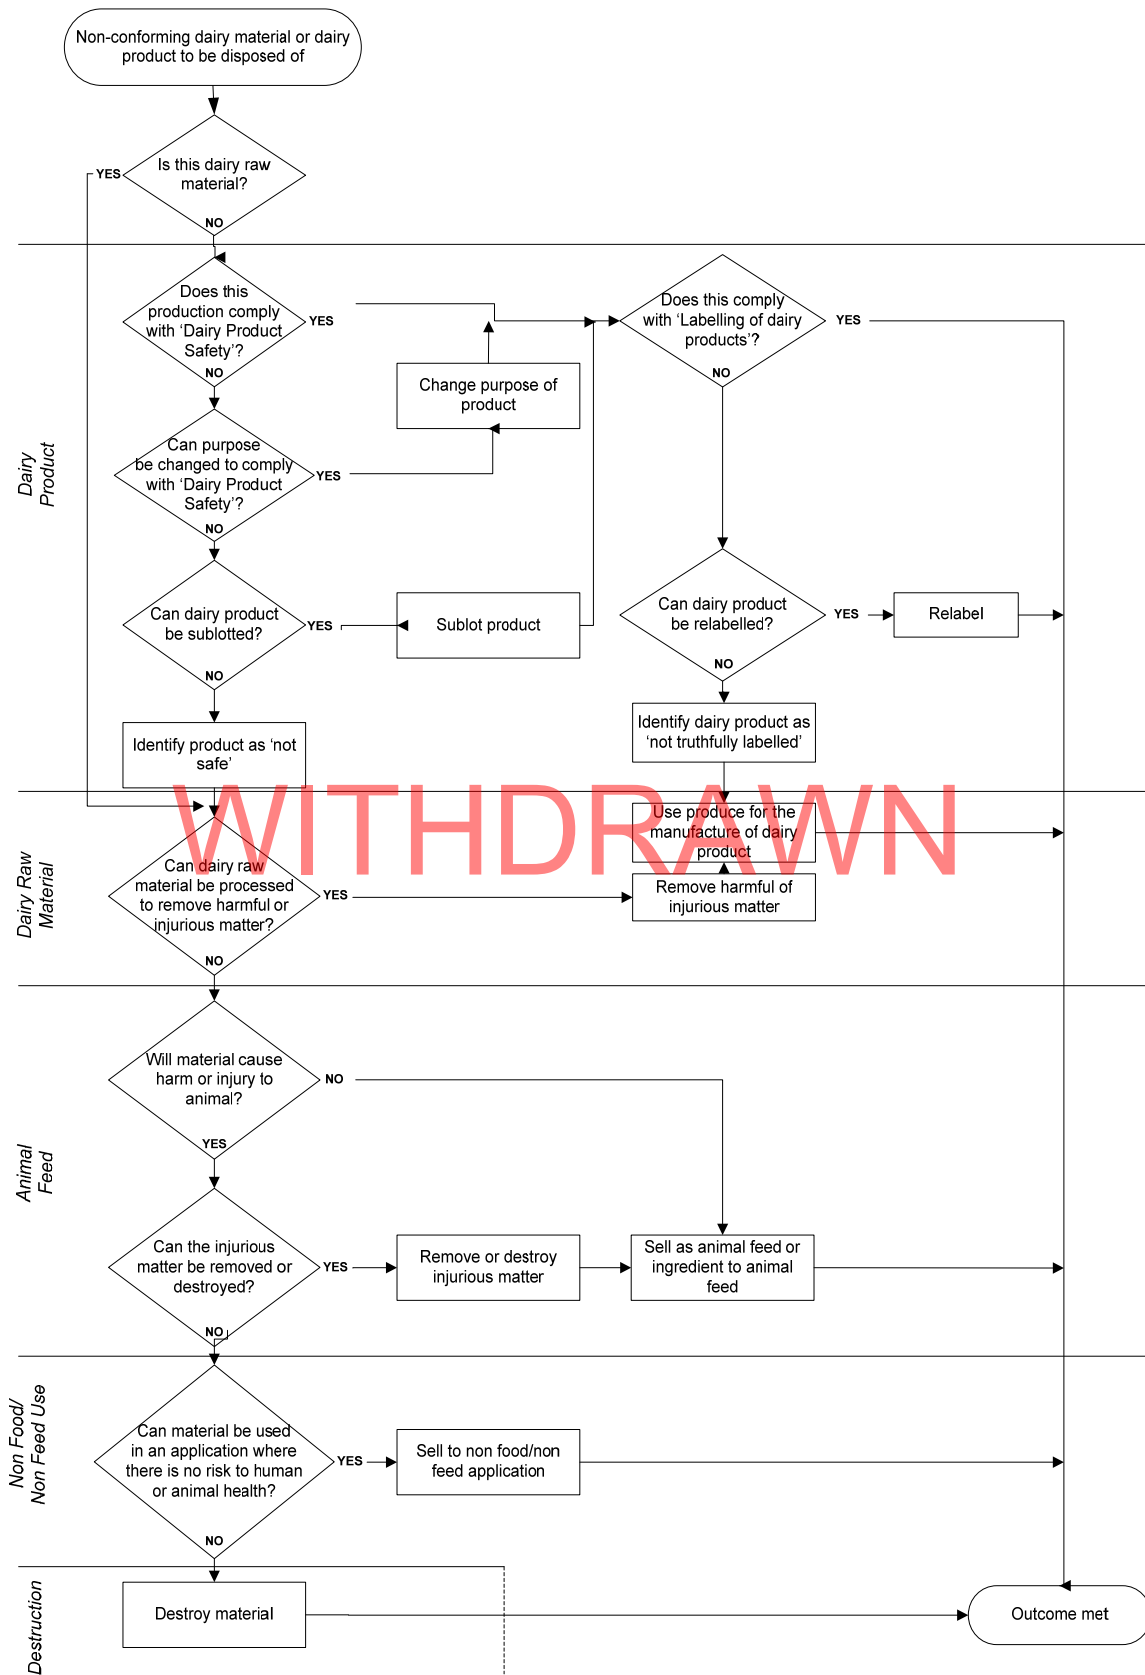 Non-conforming dairy material or dairy
product to be disposed of
Is this dairy raw
material?
YES
NO
Dairy
Product
Does this
production comply
with ‘Dairy Product
Safety’?
YES
NO
Does this comply
with ‘Labelling of dairy
products’?
YES
NO
Change purpose of
product
Can purpose
be changed to comply
with ‘Dairy Product
Safety’?
YES
NO
Can dairy product
be sublotted?
YES
NO
Sublot product
Can dairy product
be relabelled?
YES
NO
Relabel
Identify product as ‘not
safe’
Identify dairy product as
‘not truthfully labelled’
WITHDRAWN
Dairy Raw
Material
Use produce for the
manufacture of dairy
product
Can dairy raw
material be processed
to remove harmful or
injurious matter?
YES
NO
Remove harmful of
injurious matter
Animal
Feed
Will material cause
harm or injury to
animal?
NO
YES
Can the injurious
matter be removed or
destroyed?
YES
NO
Remove or destroy
injurious matter
Sell as animal feed or
ingredient to animal
feed
Non Food/
Non Feed Use
Can material be used
in an application where
there is no risk to human
or animal health?
YES
NO
Sell to non food/non
feed application
Destruction
Destroy material
Outcome met